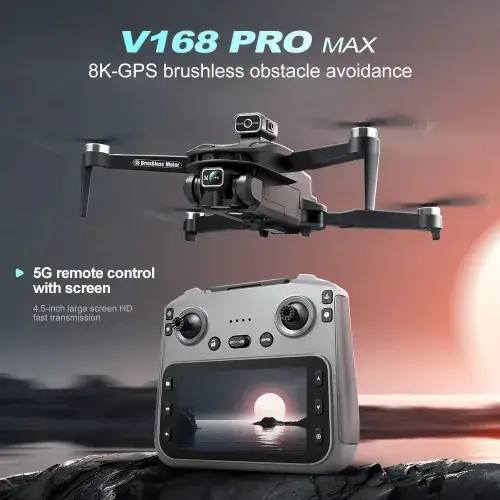 V168 PRO MAX
8K-GPS brushless obstacle avoidance
Brushless Motor
5G remote control
with screen
4.5-inch large screen HD
fast transmission